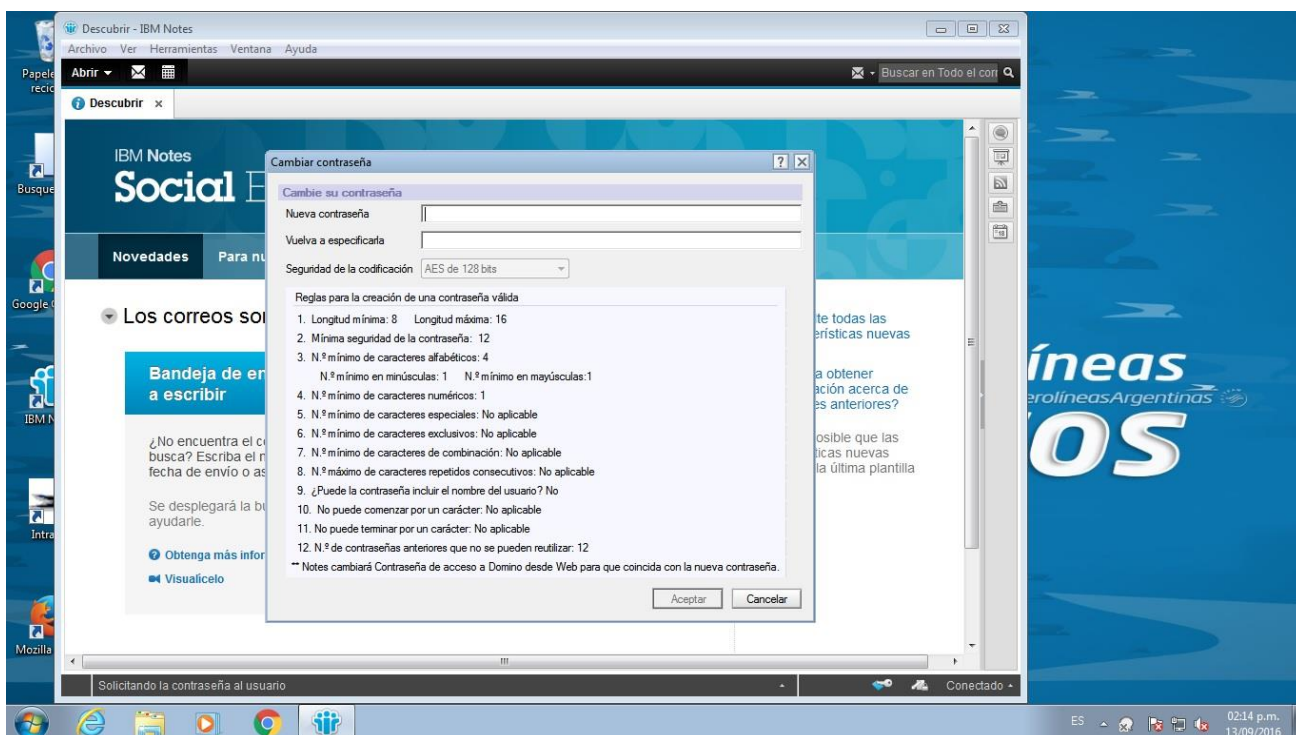 Descubrir - IBM Notes
Archivo Ver Herramientas Ventana Ayuda
Abrir
Buscar en Todo el corr
Descubrir x
IBM Notes
Social
Novedades
Cambiar contraseña
Cambie su contraseña
Nueva contraseña
Vuelva a especificarla
Seguridad de la codificación AES de 128 bits
Reglas para la creación de una contraseña válida
1. Longitud mínima: 8 Longitud máxima: 16
2. Mínima seguridad de la contraseña: 12
3. N.º mínimo de caracteres alfabéticos: 4
N.º mínimo en minúsculas: 1 N.º mínimo en mayúsculas:1
4. N.º mínimo de caracteres numéricos: 1
5. N.º mínimo de caracteres especiales: No aplicable
6. N.º mínimo de caracteres exclusivos: No aplicable
7. N.º mínimo de caracteres de combinación: No aplicable
8. N.º máximo de caracteres repetidos consecutivos: No aplicable
9. ¿Puede la contraseña incluir el nombre del usuario? No
10. No puede comenzar por un carácter: No aplicable
11. No puede terminar por un carácter: No aplicable
12. N.º de contraseñas anteriores que no se pueden reutilizar: 12
** Notes cambiará Contraseña de acceso a Domino desde Web para que coincida con la nueva contraseña.
Aceptar Cancelar
Para nu
Los correos so
Bandeja de en
a escribir
¿No encuentra el c
busca? Escriba el n
fecha de envío o as
Se desplegará la bu
ayudarle.
Obtenga más infor
Visualícelo
te todas las
erísticas nuevas
a obtener
ación acerca de
es anteriores?
osible que las
ticas nuevas
la última plantilla
Solicitando la contraseña al usuario
Conectado
Papele
recic
Busque
Google
IBM N
Intra
Mozilla
íneas
erolíneasArgentinas
os
ES
02:14 p.m.
13/09/2016